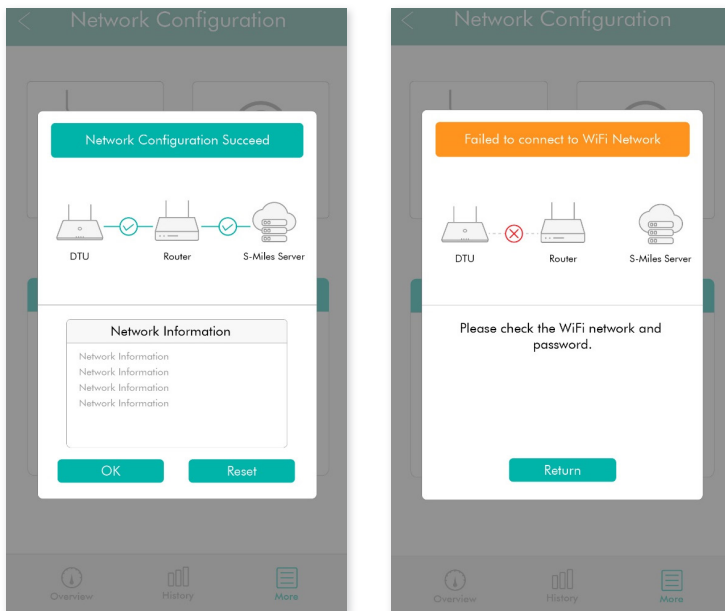 Network Configuration
Network Configuration Succeed
DTU
Router
S-Miles Server
Network Information
Network Information
Network Information
Network Information
Network Information
OK
Reset
Overview
History
More
Network Configuration
Failed to connect to WiFi Network
DTU
Router
S-Miles Server
Please check the WiFi network and
password.
Return
Overview
History
More